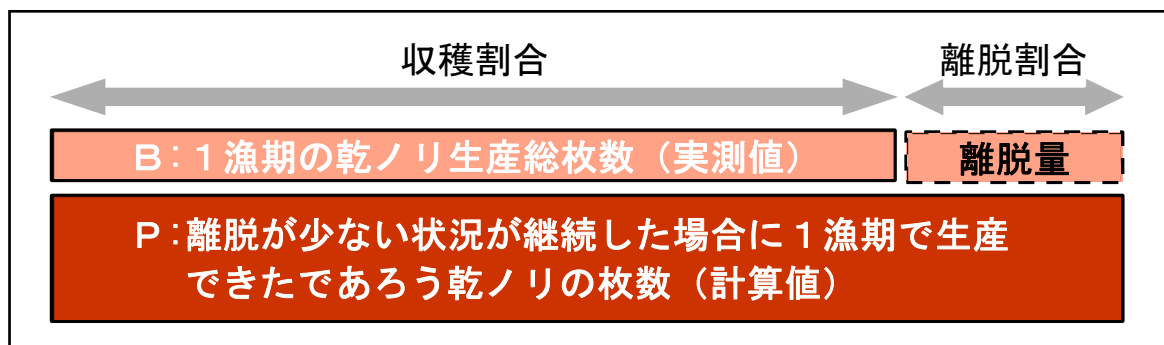 収穫割合
離脱割合
Ｂ：１漁期の乾ノリ生産総枚数（実測値）
離脱量
Ｐ：離脱が少ない状況が継続した場合に１漁期で生産
できたであろう乾ノリの枚数（計算値）